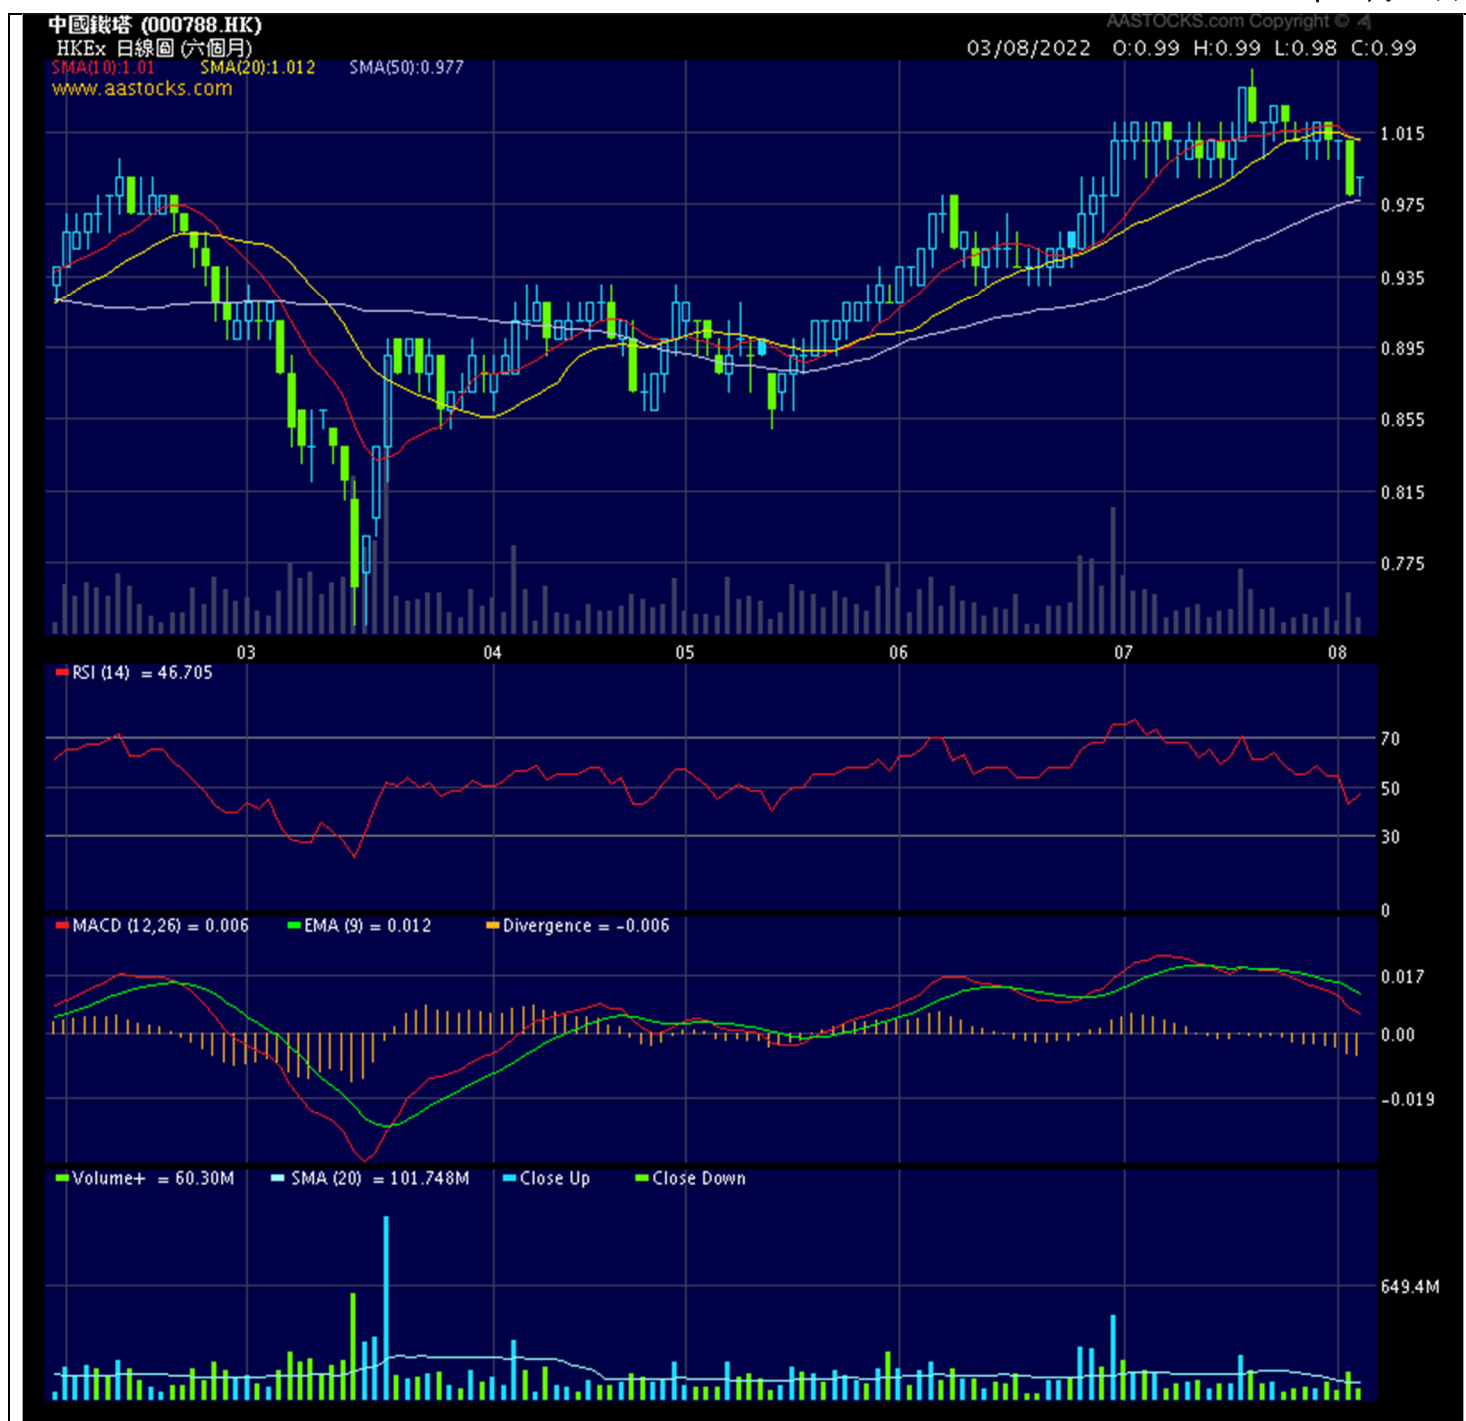 AASTOCKS.com Copyright ©
中國鐵塔 (000788.HK)
HKEx 日線圖 (六個月)
03/08/2022 O:0.99 H:0.99 L:0.98 C:0.99
SMA(10):1.01 SMA(20):1.012 SMA(50):0.977
www.aastocks.com
1.015
0.975
0.935
0.895
0.855
0.815
0.775
03 04 05 06 07 08
RSI (14) = 46.705
70
50
30
0
MACD (12,26) = 0.006 EMA (9) = 0.012 Divergence = -0.006
0.017
0.00
-0.019
Volume+ = 60.30M SMA (20) = 101.748M Close Up Close Down
649.4M